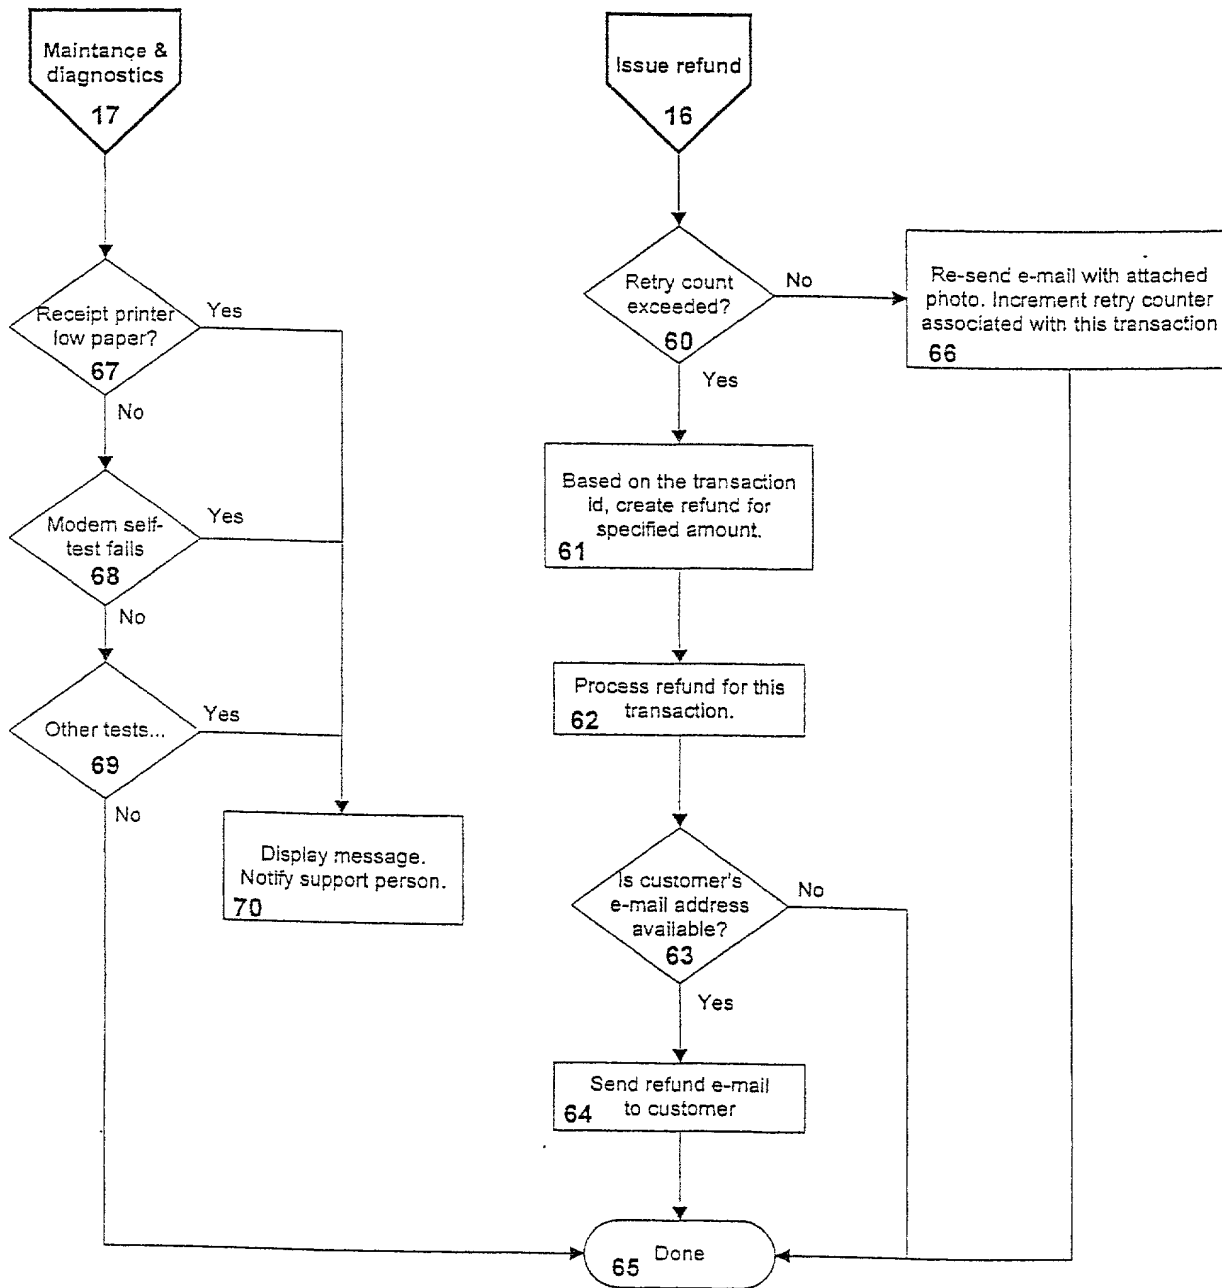 Maintance &
diagnostics
17
Receipt printer
low paper?
67
Yes
No
Modem self-
test fails
68
Yes
No
Other tests...
69
Yes
No
Display message.
Notify support person.
70
Issue refund
16
Retry count
exceeded?
60
No
Yes
Re-send e-mail with attached
photo. Increment retry counter
associated with this transaction
66
Based on the transaction
id, create refund for
specified amount.
61
Process refund for this
transaction.
62
Is customer's
e-mail address
available?
63
No
Yes
Send refund e-mail
to customer
64
Done
65